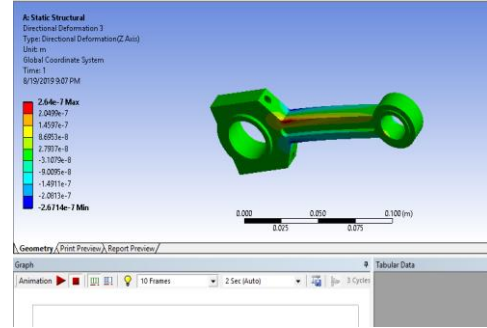 A: Static Structural
Directional Deformation 3
Type: Directional Deformation(Z Axis)
Unit: m
Global Coordinate System
Time: 1
8/19/2019 9:07 PM
2.64e-7 Max
2.0499e-7
1.4597e-7
8.6953e-8
2.7937e-8
-3.1079e-8
-9.0095e-8
-1.4911e-7
-2.0813e-7
-2.6714e-7 Min
0.000 0.050 0.100 (m)
0.025 0.075
Geometry Print Preview Report Preview
Graph Tabular Data
Animation 10 Frames 2 Sec (Auto) 3 Cycles